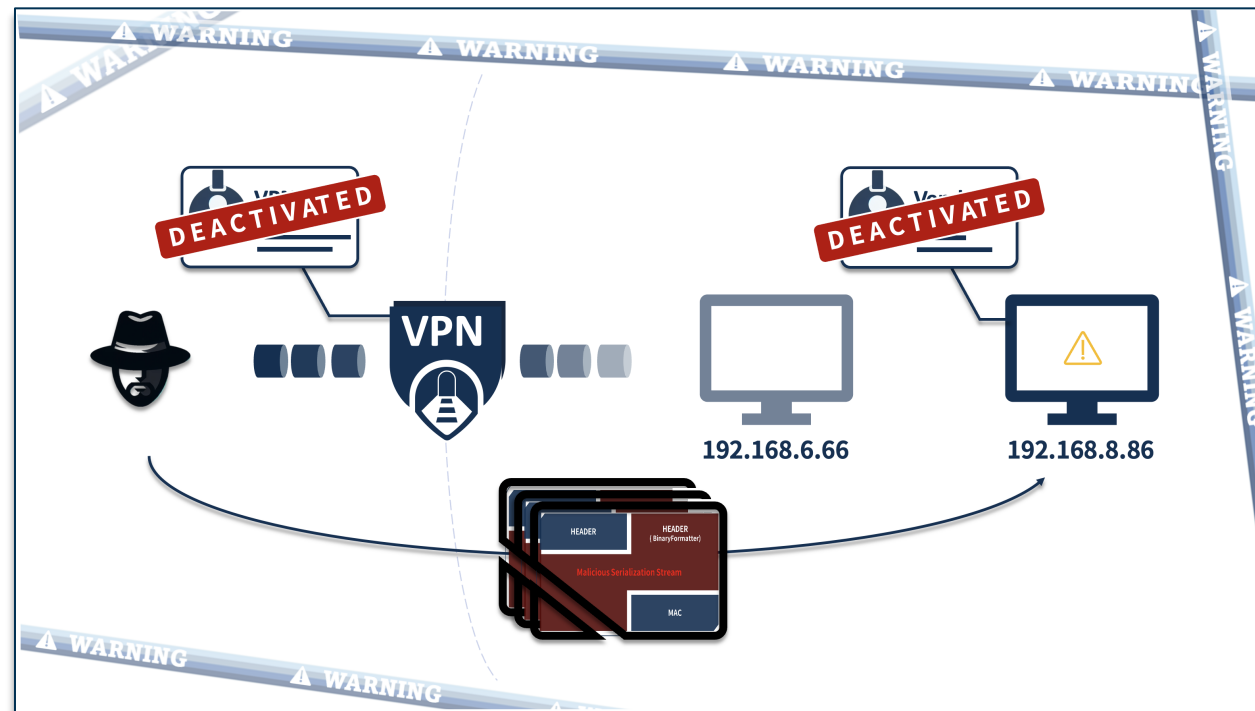 WARNING
WARNING
WARNING
WARNING
WARNING
WARNING
WARNING
DEACTIVATED
DEACTIVATED
VPN
192.168.6.66
192.168.8.86
HEADER
HEADER
( BinaryFormatter)
Malicious Serialization Stream
MAC
WARNING
WARNING